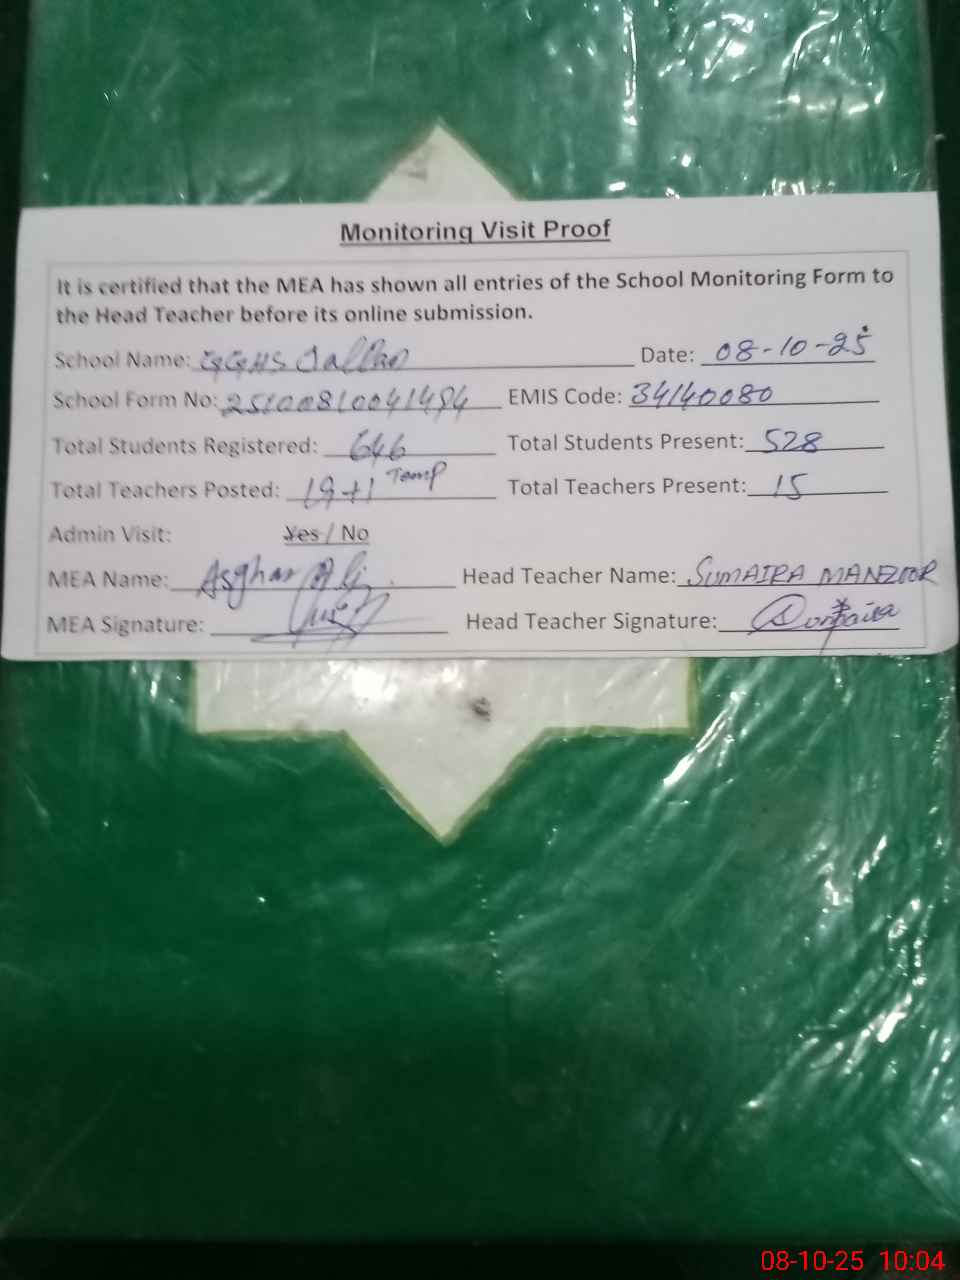 Monitoring Visit Proof
It is certified that the MEA has shown all entries of the School Monitoring Form to
the Head Teacher before its online submission.
School Name: GGHS Jallan Date: 08-10-25
School Form No: 25100810041494 EMIS Code: 34140080
Total Students Registered: 646 Total Students Present: 528
Total Teachers Posted: 19+1 Temp Total Teachers Present: 15
Admin Visit: Yes / No
MEA Name: Asghar Ali Head Teacher Name: SUMAIRA MANZOOR
MEA Signature: Head Teacher Signature:
08-10-25 10:04